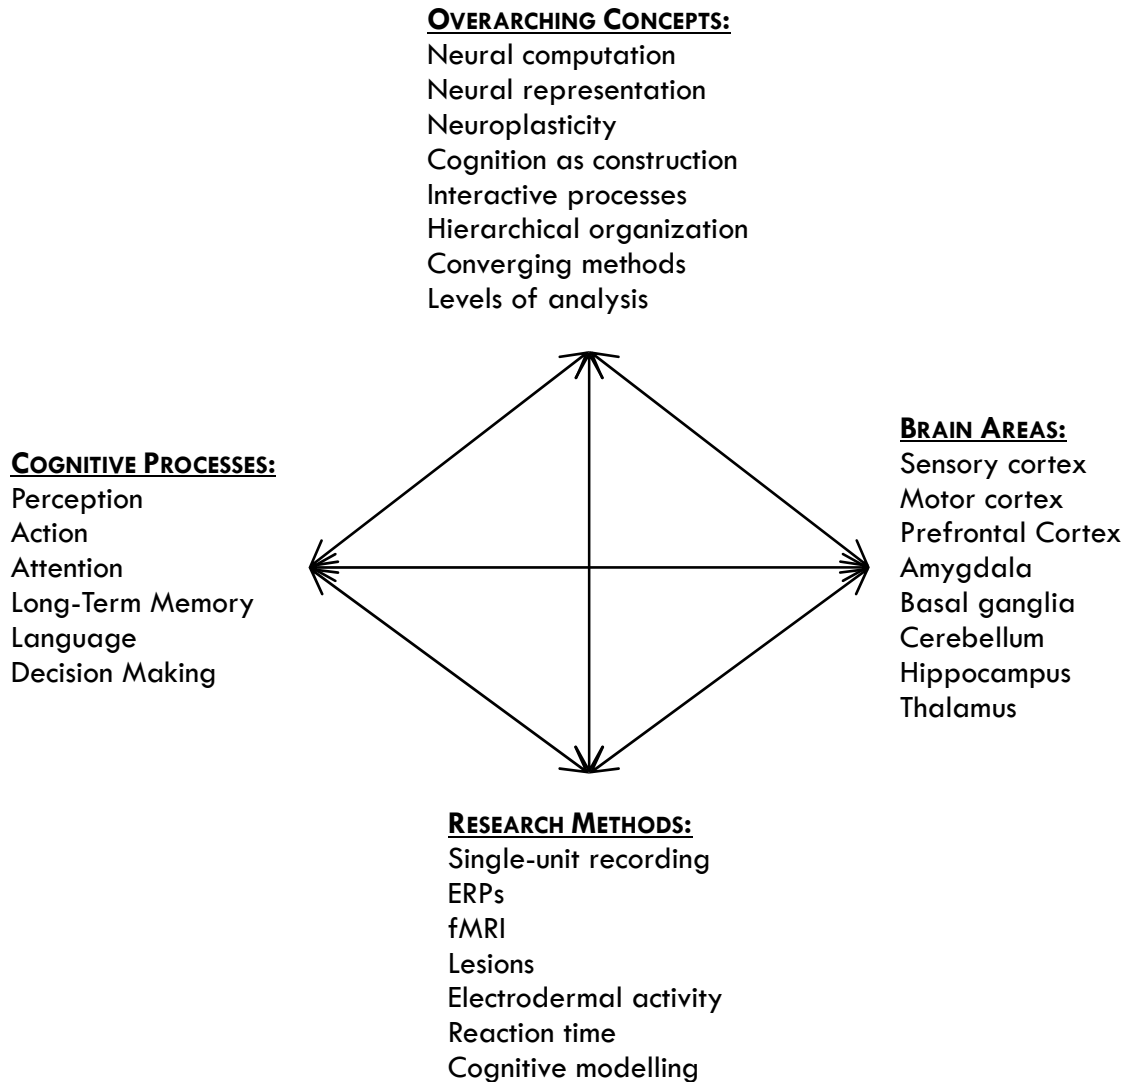 OVERARCHING CONCEPTS:
Neural computation
Neural representation
Neuroplasticity
Cognition as construction
Interactive processes
Hierarchical organization
Converging methods
Levels of analysis
COGNITIVE PROCESSES:
Perception
Action
Attention
Long-Term Memory
Language
Decision Making
BRAIN AREAS:
Sensory cortex
Motor cortex
Prefrontal Cortex
Amygdala
Basal ganglia
Cerebellum
Hippocampus
Thalamus
RESEARCH METHODS:
Single-unit recording
ERPs
fMRI
Lesions
Electrodermal activity
Reaction time
Cognitive modelling